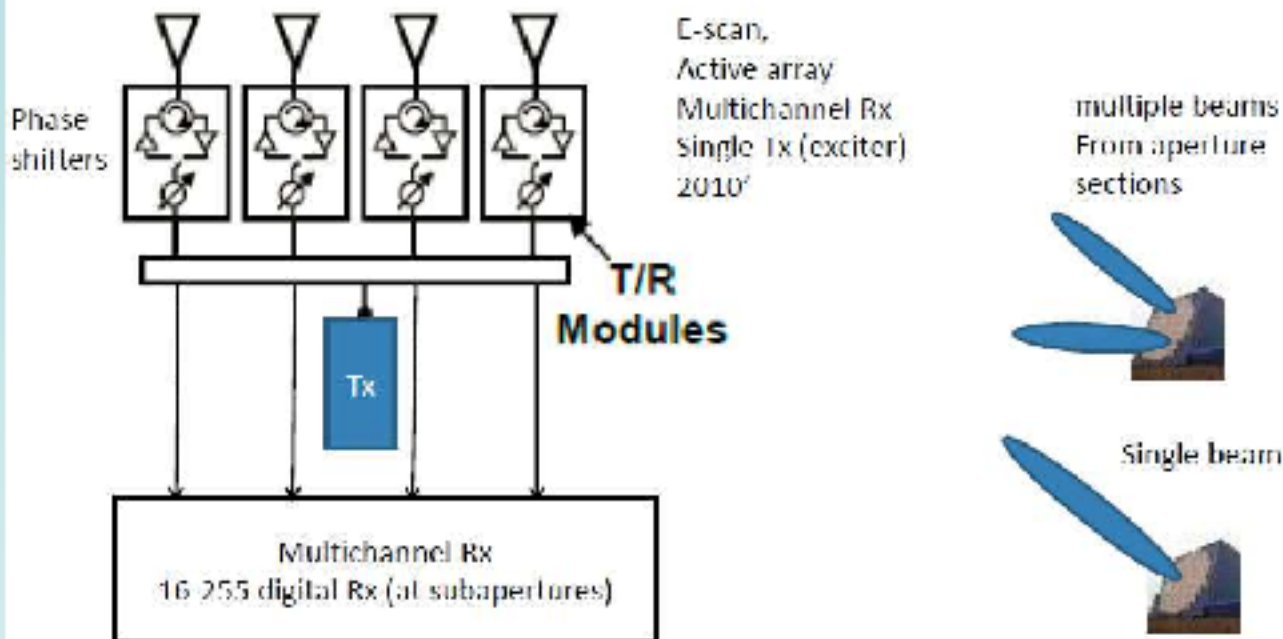 Phase
shifters
E-scan,
Active array
Multichannel Rx
Single Tx (exciter)
2010'
multiple beams
From aperture
sections
T/R
Modules
Tx
Single beam
Multichannel Rx
16-255 digital Rx (at subapertures)